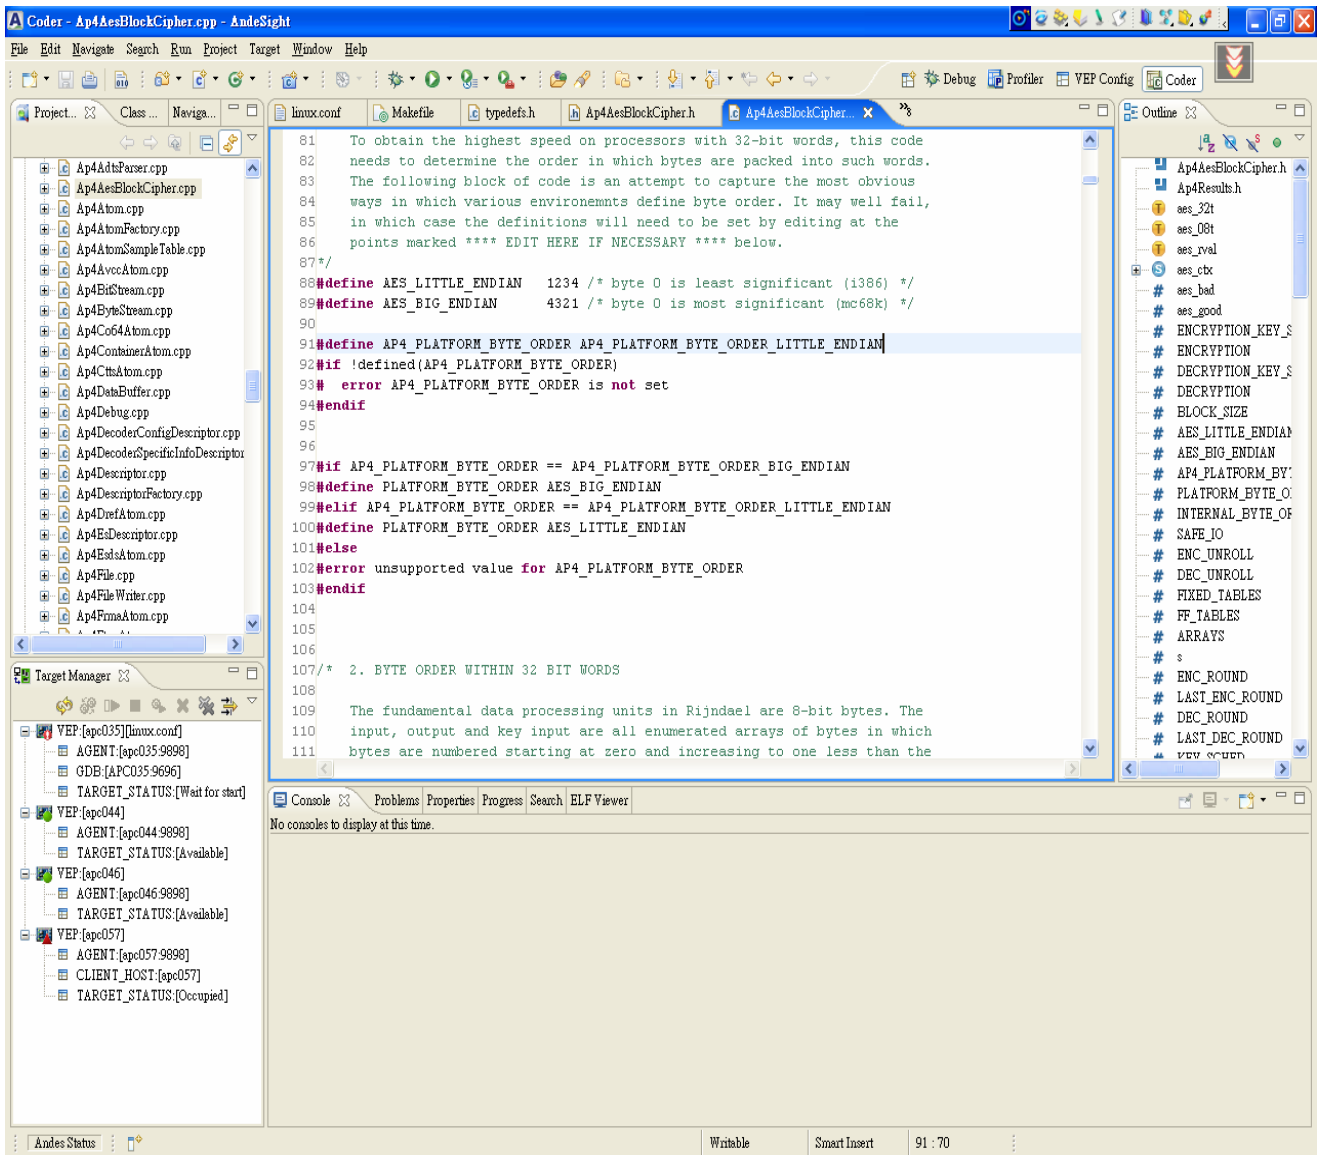 Coder - Ap4AesBlockCipher.cpp - AndeSight
File Edit Navigate Search Run Project Target Window Help
Debug Profiler VEP Config Coder
Project... Class ... Naviga...
linux.conf Makefile typedefs.h Ap4AesBlockCipher.h Ap4AesBlockCipher... »8
Outline
Ap4AdtsParser.cpp
Ap4AesBlockCipher.cpp
Ap4Atom.cpp
Ap4AtomFactory.cpp
Ap4AtomSampleTable.cpp
Ap4AvccAtom.cpp
Ap4BitStream.cpp
Ap4ByteStream.cpp
Ap4Co64Atom.cpp
Ap4ContainerAtom.cpp
Ap4CttsAtom.cpp
Ap4DataBuffer.cpp
Ap4Debug.cpp
Ap4DecoderConfigDescriptor.cpp
Ap4DecoderSpecificInfoDescriptor
Ap4Descriptor.cpp
Ap4DescriptorFactory.cpp
Ap4DrefAtom.cpp
Ap4EsDescriptor.cpp
Ap4EsdsAtom.cpp
Ap4File.cpp
Ap4FileWriter.cpp
Ap4FrmaAtom.cpp
81 To obtain the highest speed on processors with 32-bit words, this code
82 needs to determine the order in which bytes are packed into such words.
83 The following block of code is an attempt to capture the most obvious
84 ways in which various environemnts define byte order. It may well fail,
85 in which case the definitions will need to be set by editing at the
86 points marked **** EDIT HERE IF NECESSARY **** below.
87 */
88 #define AES_LITTLE_ENDIAN 1234 /* byte 0 is least significant (i386) */
89 #define AES_BIG_ENDIAN 4321 /* byte 0 is most significant (mc68k) */
90
91 #define AP4_PLATFORM_BYTE_ORDER AP4_PLATFORM_BYTE_ORDER_LITTLE_ENDIAN
92 #if !defined(AP4_PLATFORM_BYTE_ORDER)
93 # error AP4_PLATFORM_BYTE_ORDER is not set
94 #endif
95
96
97 #if AP4_PLATFORM_BYTE_ORDER == AP4_PLATFORM_BYTE_ORDER_BIG_ENDIAN
98 #define PLATFORM_BYTE_ORDER AES_BIG_ENDIAN
99 #elif AP4_PLATFORM_BYTE_ORDER == AP4_PLATFORM_BYTE_ORDER_LITTLE_ENDIAN
100 #define PLATFORM_BYTE_ORDER AES_LITTLE_ENDIAN
101 #else
102 #error unsupported value for AP4_PLATFORM_BYTE_ORDER
103 #endif
104
105
106
107 /* 2. BYTE ORDER WITHIN 32 BIT WORDS
108
109 The fundamental data processing units in Rijndael are 8-bit bytes. The
110 input, output and key input are all enumerated arrays of bytes in which
111 bytes are numbered starting at zero and increasing to one less than the
Ap4AesBlockCipher.h
Ap4Results.h
aes_32t
aes_08t
aes_rval
aes_ctx
aes_bad
aes_good
ENCRYPTION_KEY_S
ENCRYPTION
DECRYPTION_KEY_S
DECRYPTION
BLOCK_SIZE
AES_LITTLE_ENDIAN
AES_BIG_ENDIAN
AP4_PLATFORM_BY
PLATFORM_BYTE_O
INTERNAL_BYTE_OR
SAFE_IO
ENC_UNROLL
DEC_UNROLL
FIXED_TABLES
FF_TABLES
ARRAYS
s
ENC_ROUND
LAST_ENC_ROUND
DEC_ROUND
LAST_DEC_ROUND
KEY_SCHED
Target Manager
VEP:[apc035][linux.conf]
AGENT:[apc035:9898]
GDB:[APC035:9696]
TARGET_STATUS:[Wait for start]
VEP:[apc044]
AGENT:[apc044:9898]
TARGET_STATUS:[Available]
VEP:[apc046]
AGENT:[apc046:9898]
TARGET_STATUS:[Available]
VEP:[apc057]
AGENT:[apc057:9898]
CLIENT_HOST:[apc057]
TARGET_STATUS:[Occupied]
Console Problems Properties Progress Search ELF Viewer
No consoles to display at this time.
Andes Status Writable Smart Insert 91 : 70